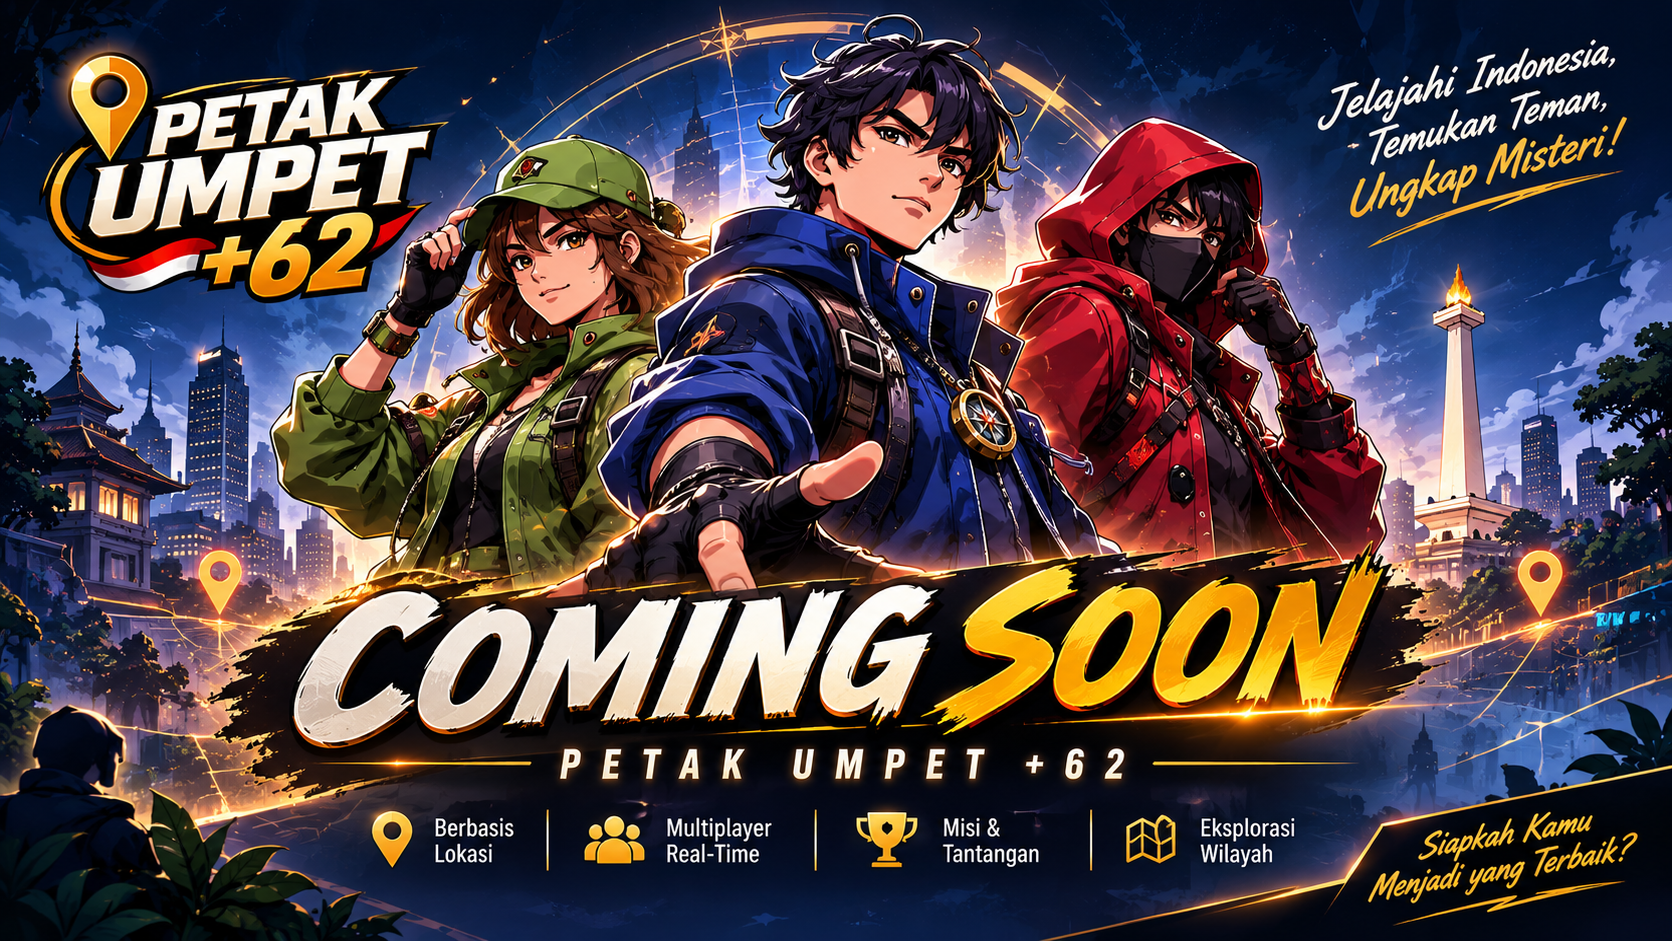 PETAK
UMPET
+62
Jelajahi Indonesia,
Temukan Teman,
Ungkap Misteri!
COMING SOON
PETAK UMPET +62
Berbasis
Lokasi
Multiplayer
Real-Time
Misi &
Tantangan
Eksplorasi
Wilayah
Siapkah Kamu
Menjadi yang Terbaik?